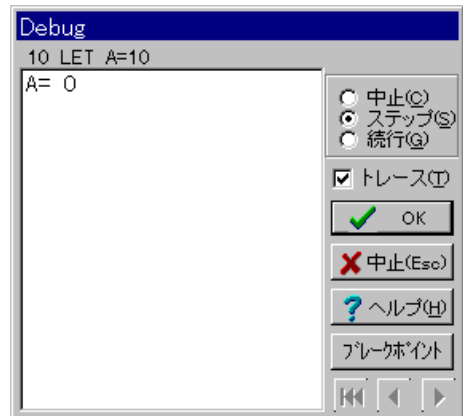 Debug
10 LET A=10
A= 0
中止(C)
ステップ(S)
続行(G)
トレース(T)
OK
中止(Esc)
ヘルプ(H)
ﾌﾞﾚｰｸﾎﾟｲﾝﾄ